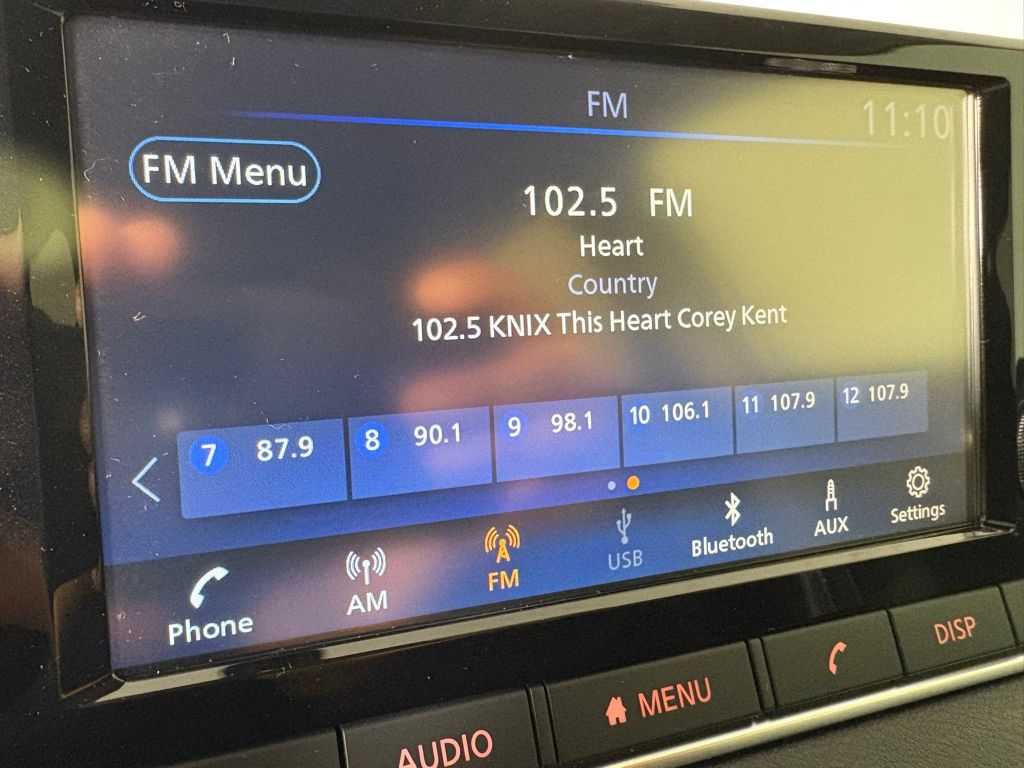 FM
11:10
FM Menu
102.5 FM
Heart
Country
102.5 KNIX This Heart Corey Kent
7 87.9 8 90.1 9 98.1 10 106.1 11 107.9 12 107.9
Phone AM FM USB Bluetooth AUX Settings
AUDIO MENU DISP